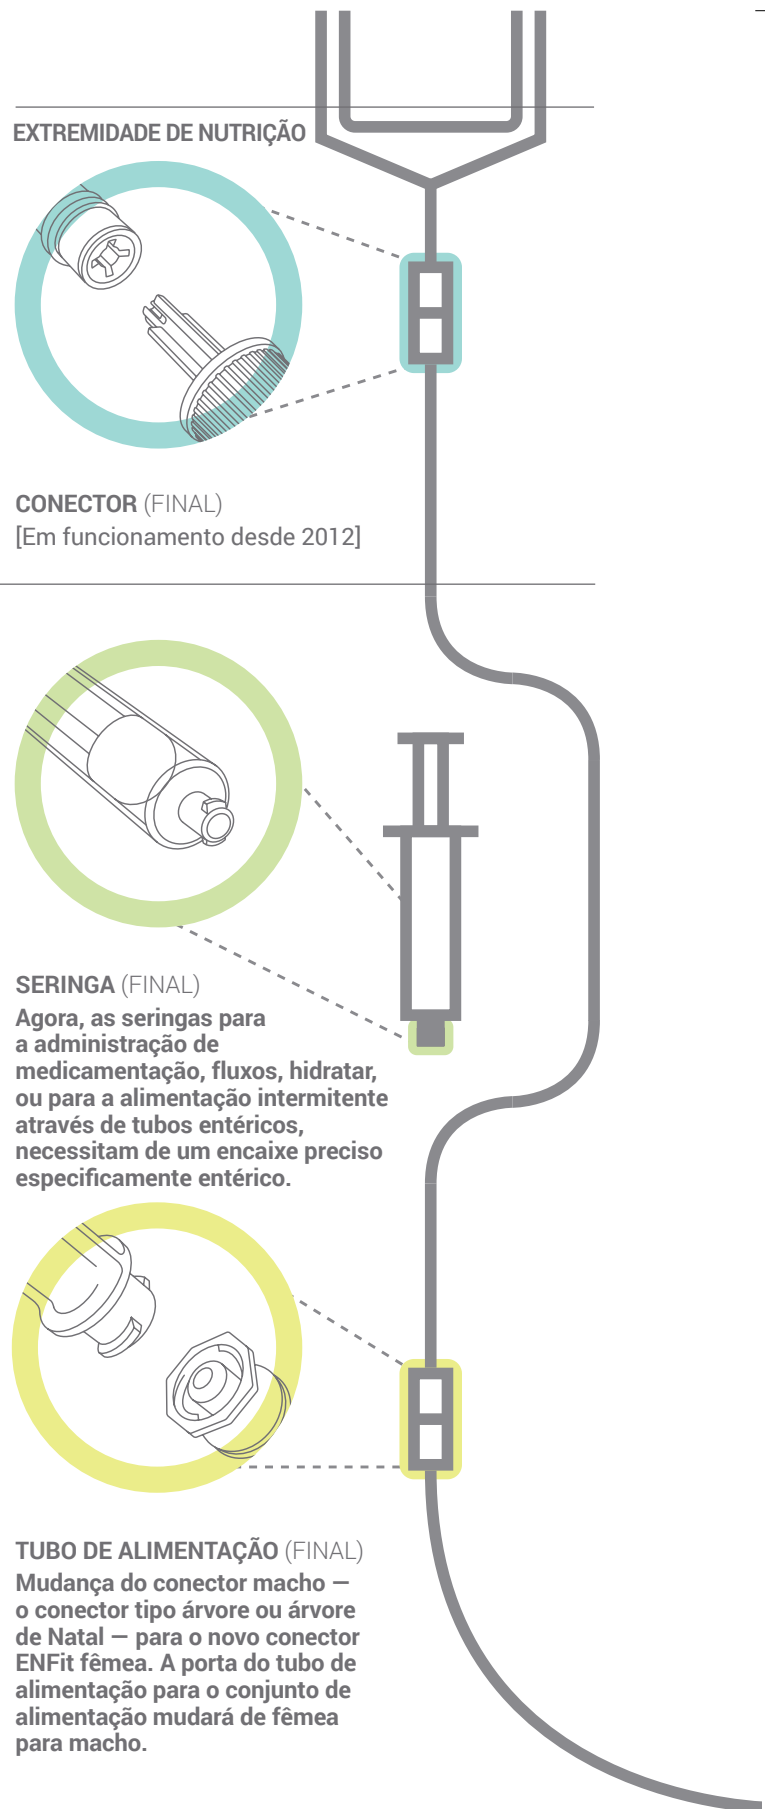 EXTREMIDADE DE NUTRIÇÃO
CONECTOR (FINAL)
[Em funcionamento desde 2012]
SERINGA (FINAL)
Agora, as seringas para
a administração de
medicamentação, fluxos, hidratar,
ou para a alimentação intermitente
através de tubos entéricos,
necessitam de um encaixe preciso
especificamente entérico.
TUBO DE ALIMENTAÇÃO (FINAL)
Mudança do conector macho —
o conector tipo árvore ou árvore
de Natal — para o novo conector
ENFit fêmea. A porta do tubo de
alimentação para o conjunto de
alimentação mudará de fêmea
para macho.